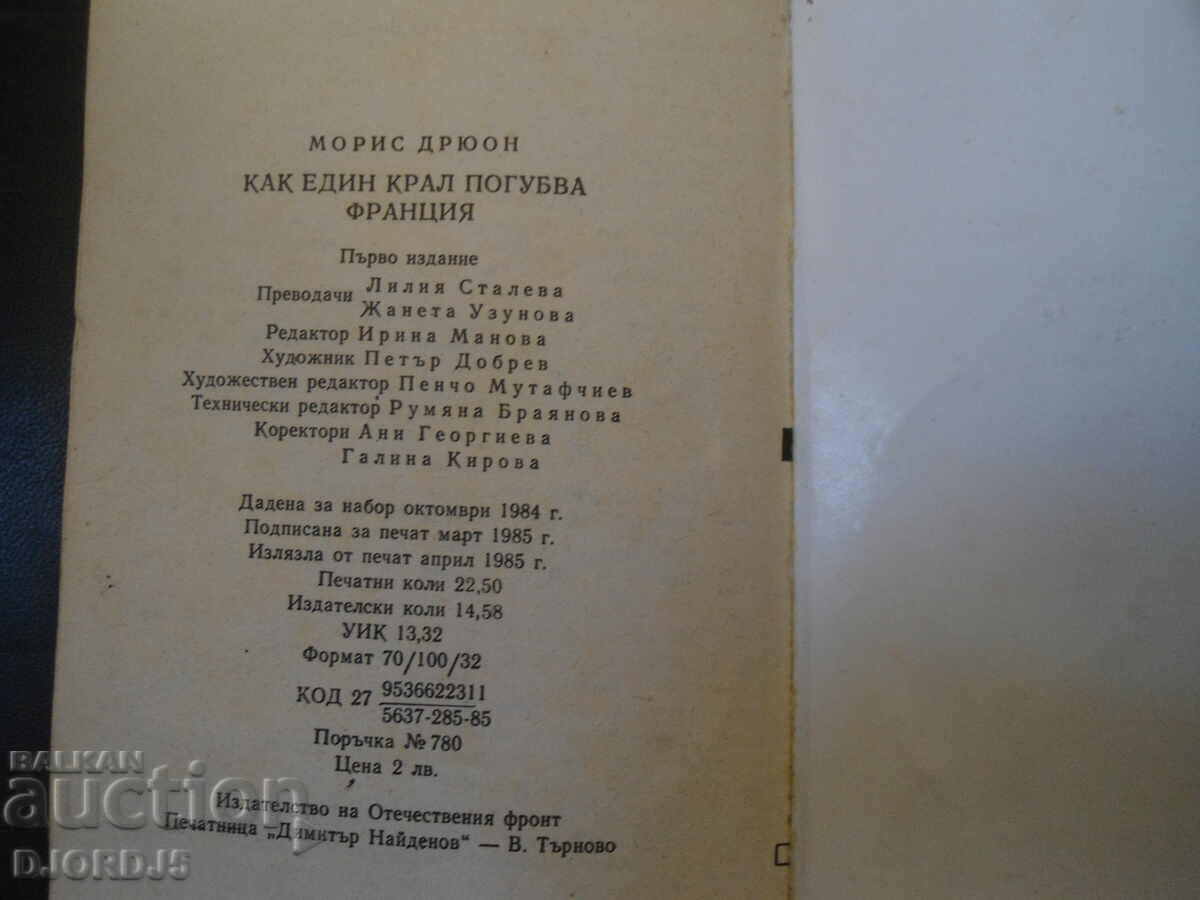 МОРИС ДРЮОН
КАК ЕДИН КРАЛ ПОГУБВА
ФРАНЦИЯ
Първо издание
Преводачи Лилия Сталева
Жанета Узунова
Редактор Ирина Манова
Художник Петър Добрев
Художествен редактор Пенчо Мутафчиев
Технически редактор Румяна Браянова
Коректори Ани Георгиева
Галина Кирова
Дадена за набор октомври 1984 г.
Подписана за печат март 1985 г.
Излязла от печат април 1985 г.
Печатни коли 22,50
Издателски коли 14,58
УИК 13,32
Формат 70/100/32
КОД 27 9536622311
5637-285-85
Поръчка № 780
Цена 2 лв.
Издателство на Отечествения фронт
Печатница „Димитър Найденов“ — В. Търново
BALKAN
auction
DJORDJ5